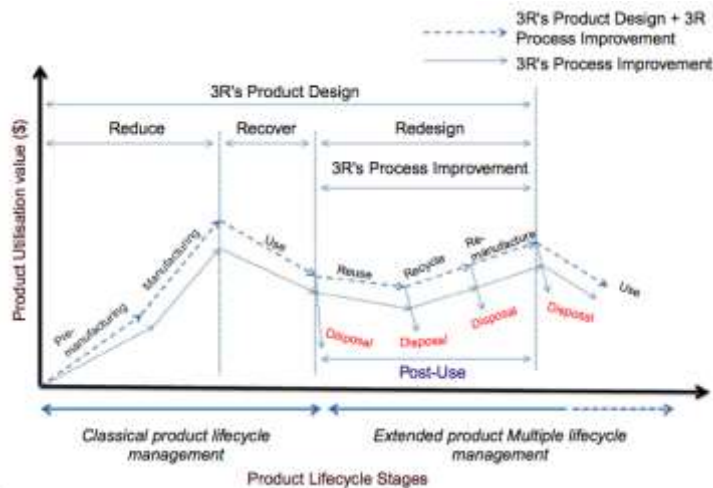 3R's Product Design + 3R
Process Improvement
3R's Process Improvement
3R's Product Design
Reduce
Recover
Redesign
3R's Process Improvement
Product Utilisation value ($)
Pre-
manufacturing
Manufacturing
Use
Reuse
Recycle
Re-
manufacture
Use
Disposal
Disposal
Disposal
Disposal
Post-Use
Classical product lifecycle
management
Extended product Multiple lifecycle
management
Product Lifecycle Stages